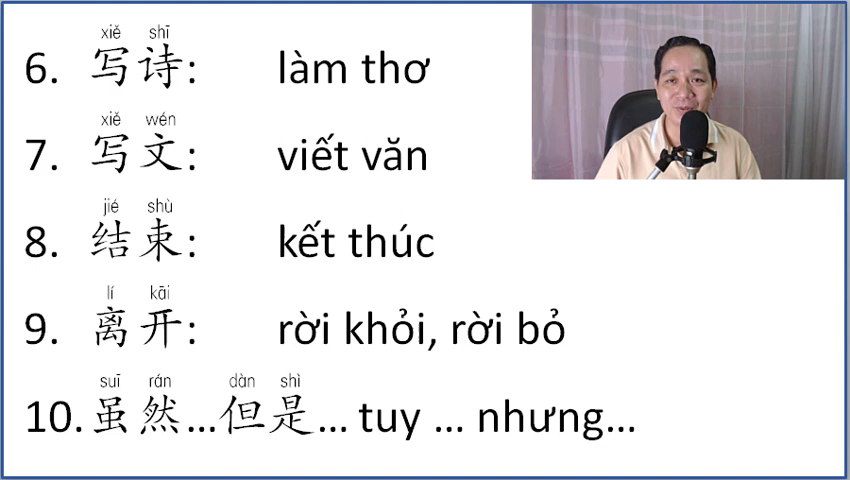 xiě shī
6. 写诗: làm thơ
xiě wén
7. 写文: viết văn
jié shù
8. 结束: kết thúc
lí kāi
9. 离开: rời khỏi, rời bỏ
suī rán dàn shì
10. 虽然...但是... tuy ... nhưng...